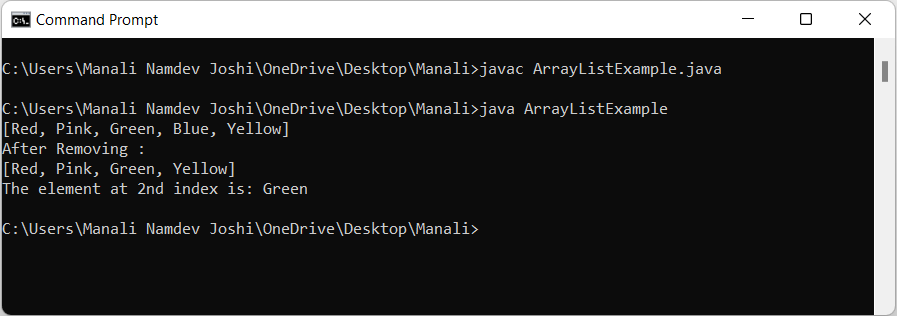 Command Prompt
C:\Users\Manali Namdev Joshi\OneDrive\Desktop\Manali>javac ArrayListExample.java
C:\Users\Manali Namdev Joshi\OneDrive\Desktop\Manali>java ArrayListExample
[Red, Pink, Green, Blue, Yellow]
After Removing :
[Red, Pink, Green, Yellow]
The element at 2nd index is: Green
C:\Users\Manali Namdev Joshi\OneDrive\Desktop\Manali>